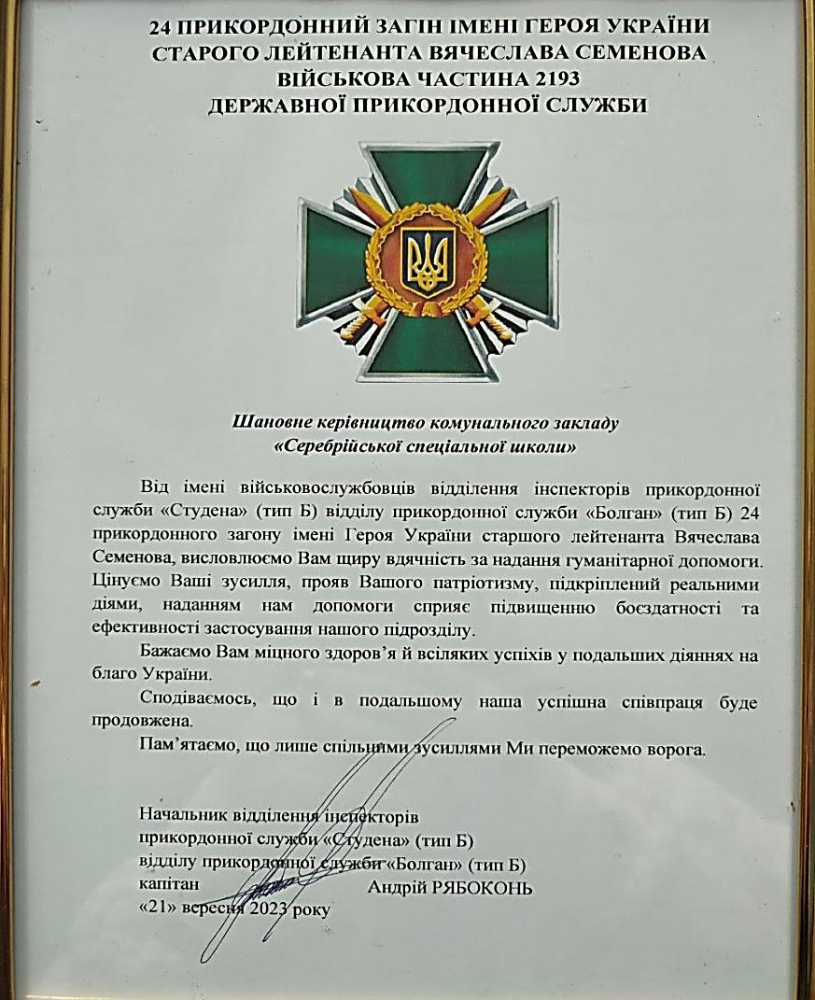 24 ПРИКОРДОННИЙ ЗАГІН ІМЕНІ ГЕРОЯ УКРАЇНИ
СТАРОГО ЛЕЙТЕНАНТА ВЯЧЕСЛАВА СЕМЕНОВА
ВІЙСЬКОВА ЧАСТИНА 2193
ДЕРЖАВНОЇ ПРИКОРДОННОЇ СЛУЖБИ
Шановне керівництво комунального закладу
«Серебрійської спеціальної школи»
Від імені військовослужбовців відділення інспекторів прикордонної
служби «Студена» (тип Б) відділу прикордонної служби «Болган» (тип Б) 24
прикордонного загону імені Героя України старшого лейтенанта Вячеслава
Семенова, висловлюємо Вам щиру вдячність за надання гуманітарної допомоги.
Цінуємо Ваші зусилля, прояв Вашого патріотизму, підкріплений реальними
діями, наданням нам допомоги сприяє підвищенню боєздатності та
ефективності застосування нашого підрозділу.
Бажаємо Вам міцного здоров’я й всіляких успіхів у подальших діяннях на
благо України.
Сподіваємось, що і в подальшому наша успішна співпраця буде
продовжена.
Пам’ятаємо, що лише спільними зусиллями Ми переможемо ворога.
Начальник відділення інспекторів
прикордонної служби «Студена» (тип Б)
відділу прикордонної служби «Болган» (тип Б)
капітан Андрій РЯБОКОНЬ
«21» вересня 2023 року